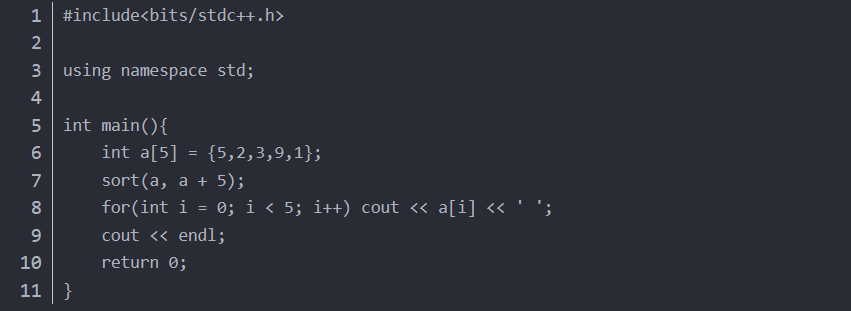 1 #include<bits/stdc++.h>
2
3 using namespace std;
4
5 int main(){
6     int a[5] = {5,2,3,9,1};
7     sort(a, a + 5);
8     for(int i = 0; i < 5; i++) cout << a[i] << ' ';
9     cout << endl;
10     return 0;
11 }